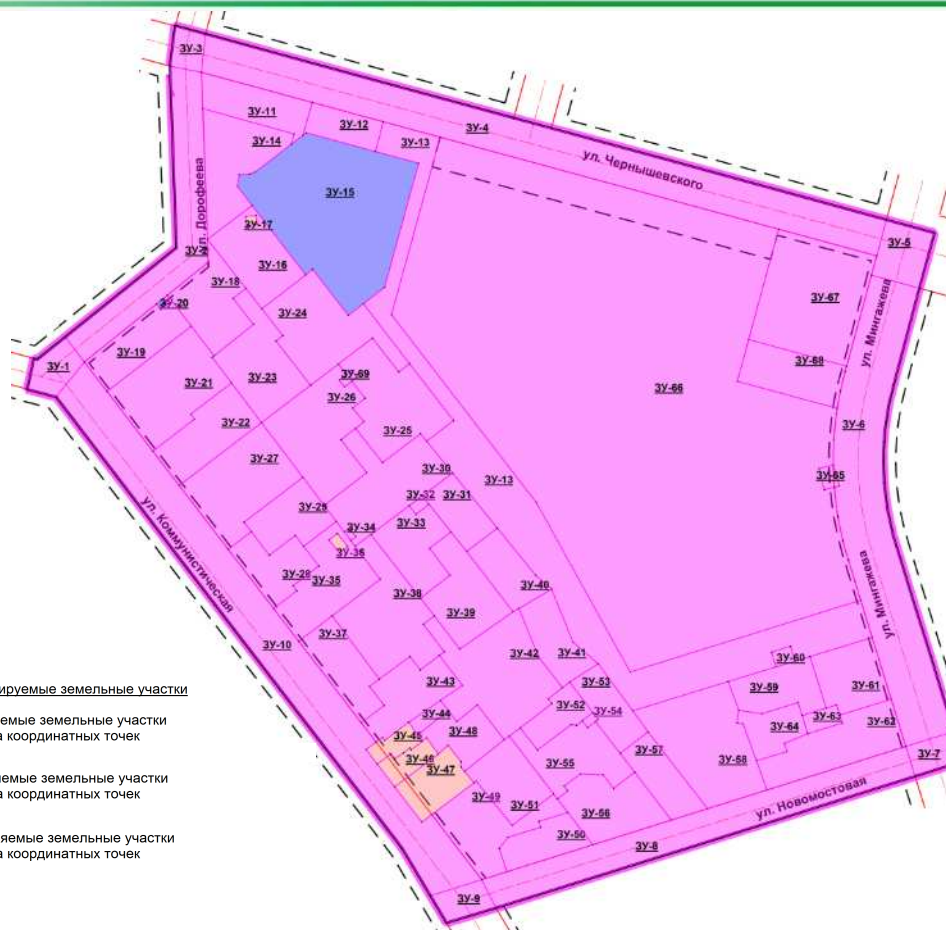 ЗУ-3
ЗУ-11
ЗУ-12
ЗУ-4
ЗУ-14
ЗУ-13
ул. Чернышевского
ЗУ-15
ул. Дорофеева
ЗУ-17
ЗУ-5
ЗУ-2
ЗУ-16
ЗУ-18
ЗУ-67
ЗУ-20
ЗУ-24
ул. Мингажева
ЗУ-19
ЗУ-1
ЗУ-68
ЗУ-69
ЗУ-21
ЗУ-23
ЗУ-66
ЗУ-26
ЗУ-22
ЗУ-6
ЗУ-25
ЗУ-27
ЗУ-30
ЗУ-65
ЗУ-13
ЗУ-32
ЗУ-31
ЗУ-29
ЗУ-33
ЗУ-34
ул. Коммунистическая
ЗУ-36
ЗУ-28
ЗУ-35
ЗУ-40
ЗУ-38
ул. Мингажева
ЗУ-39
ЗУ-37
ЗУ-10
ЗУ-42
ЗУ-41
ЗУ-60
ЗУ-43
ЗУ-53
ЗУ-59
ЗУ-61
ируемые земельные участки
ЗУ-52
ЗУ-54
ЗУ-44
ЗУ-63
емые земельные участки
ЗУ-64
ЗУ-62
а координатных точек
ЗУ-45
ЗУ-48
ЗУ-57
ЗУ-7
ЗУ-46
ЗУ-47
ЗУ-55
ЗУ-58
яемые земельные участки
а координатных точек
ЗУ-49
ЗУ-51
ЗУ-56
ул. Новомостовая
ЗУ-50
яемые земельные участки
ЗУ-8
а координатных точек
ЗУ-9